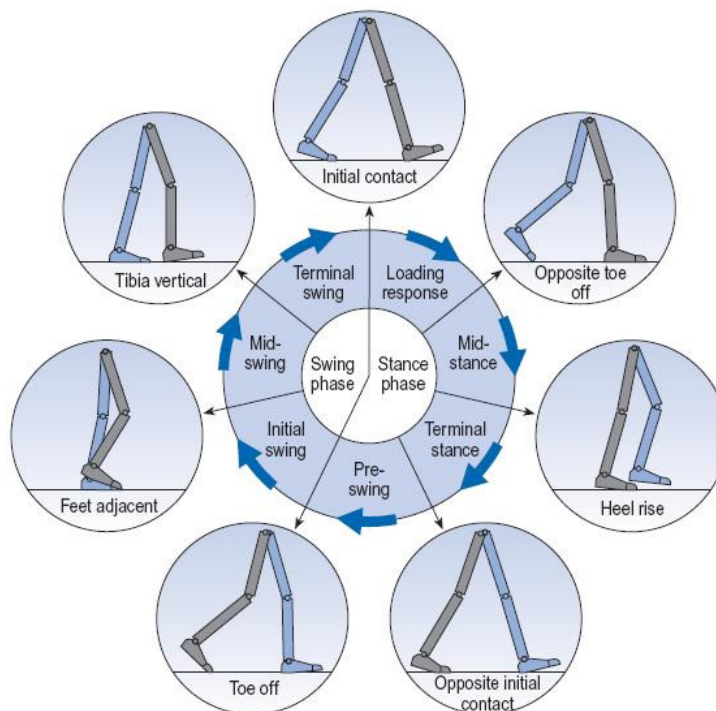 Initial contact
Opposite toe
off
Heel rise
Opposite initial
contact
Toe off
Feet adjacent
Tibia vertical
Loading
response
Mid-
stance
Terminal
stance
Pre-
swing
Initial
swing
Mid-
swing
Terminal
swing
Swing
phase
Stance
phase